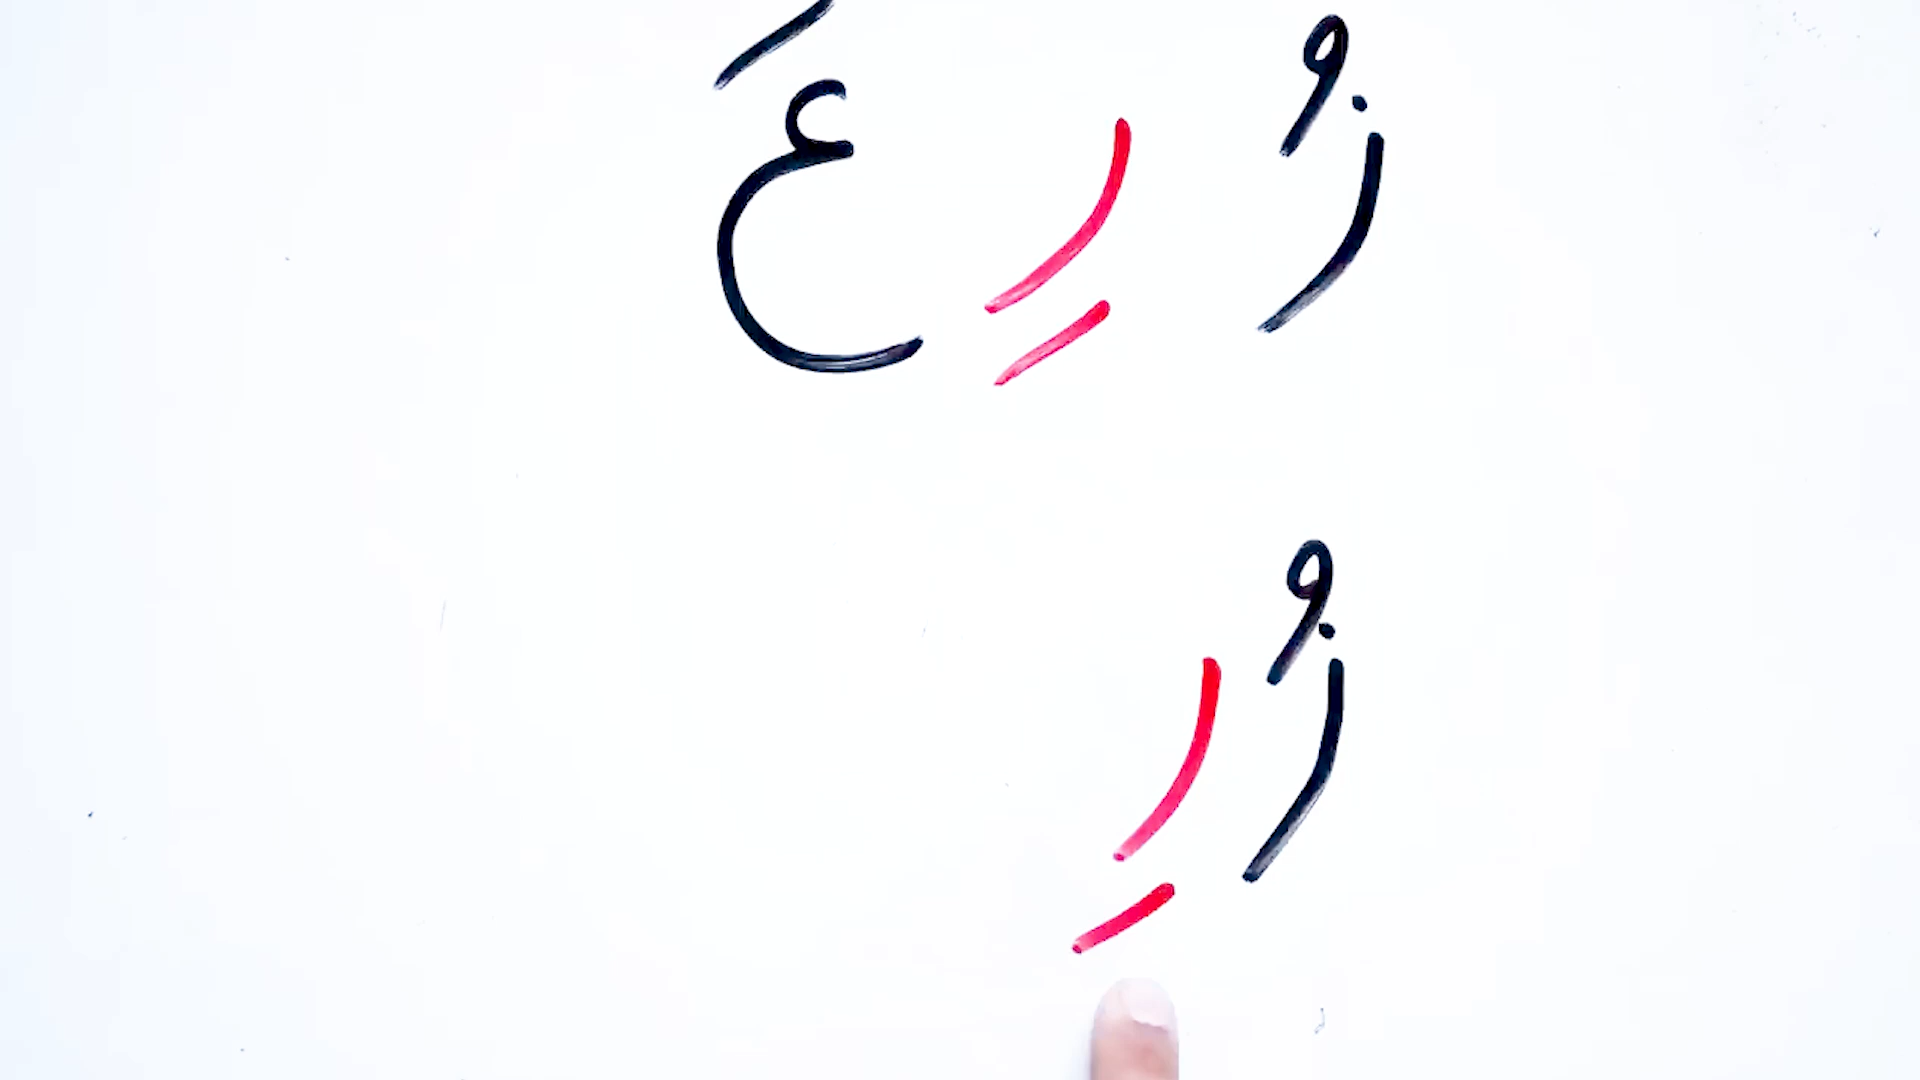 زُ رِ عَ
زُ رِ